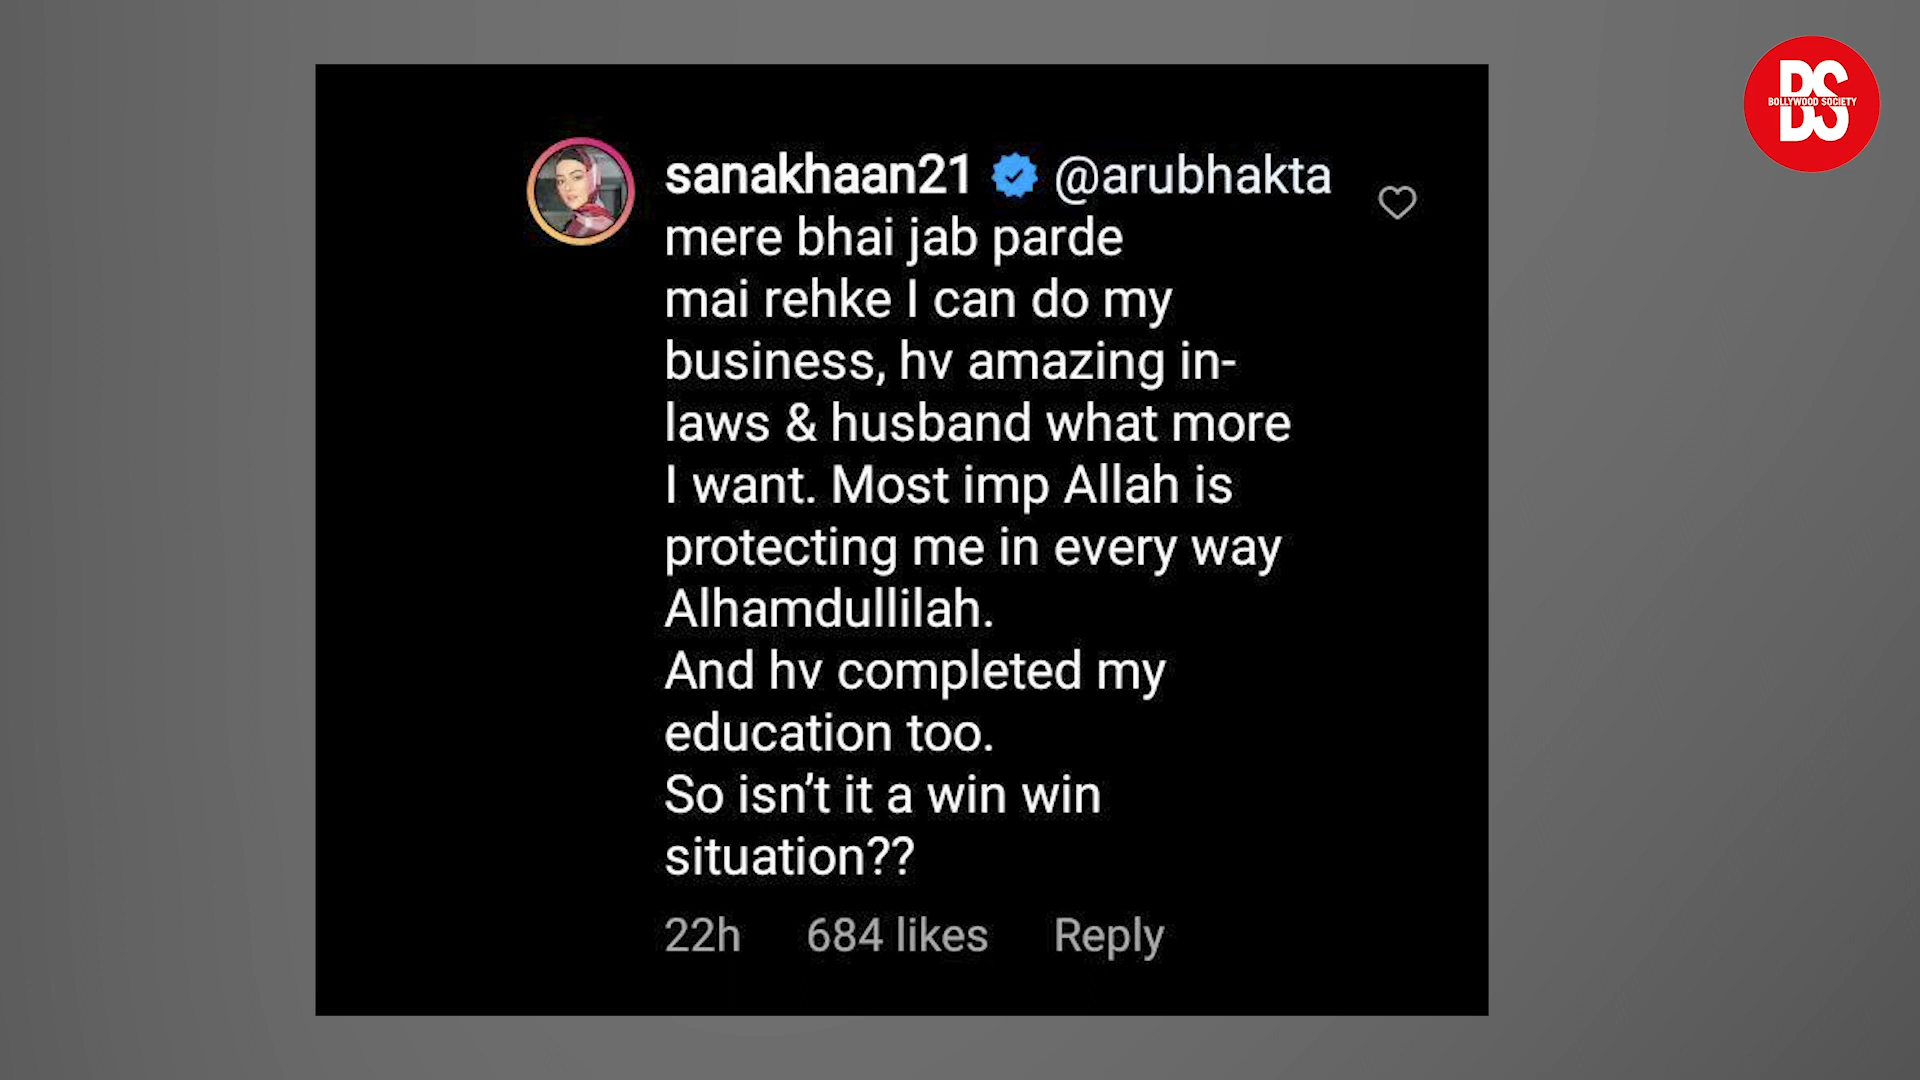 BS
BOLLYWOOD SOCIETY
sanakhaan21 @arubhakta
mere bhai jab parde
mai rehke I can do my
business, hv amazing in-
laws & husband what more
I want. Most imp Allah is
protecting me in every way
Alhamdullilah.
And hv completed my
education too.
So isn’t it a win win
situation??
22h 684 likes Reply